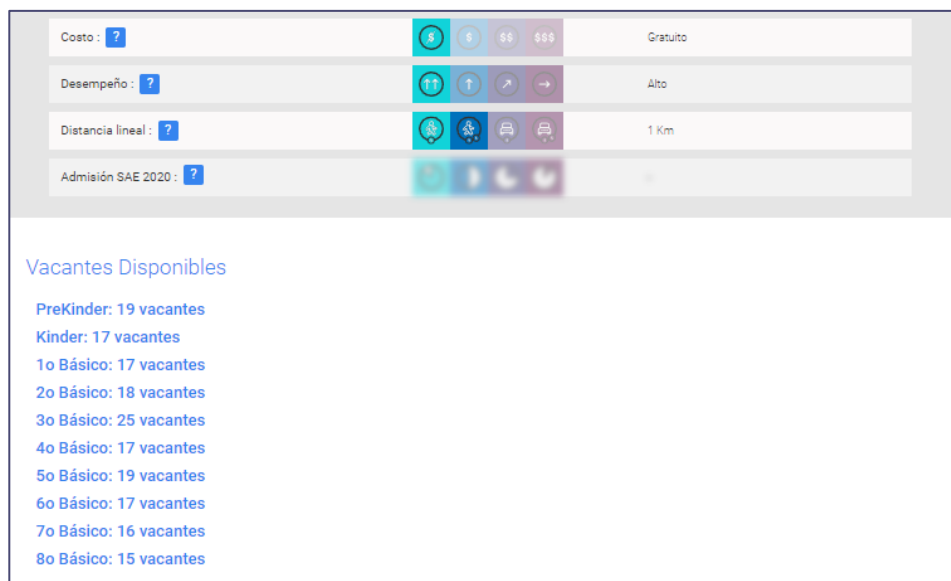 Costo : ? $ $ $$ $$$ Gratuito
Desempeño : ? Alto
Distancia lineal : ? 1 Km
Admisión SAE 2020 : ?
Vacantes Disponibles
PreKinder: 19 vacantes
Kinder: 17 vacantes
1o Básico: 17 vacantes
2o Básico: 18 vacantes
3o Básico: 25 vacantes
4o Básico: 17 vacantes
5o Básico: 19 vacantes
6o Básico: 17 vacantes
7o Básico: 16 vacantes
8o Básico: 15 vacantes